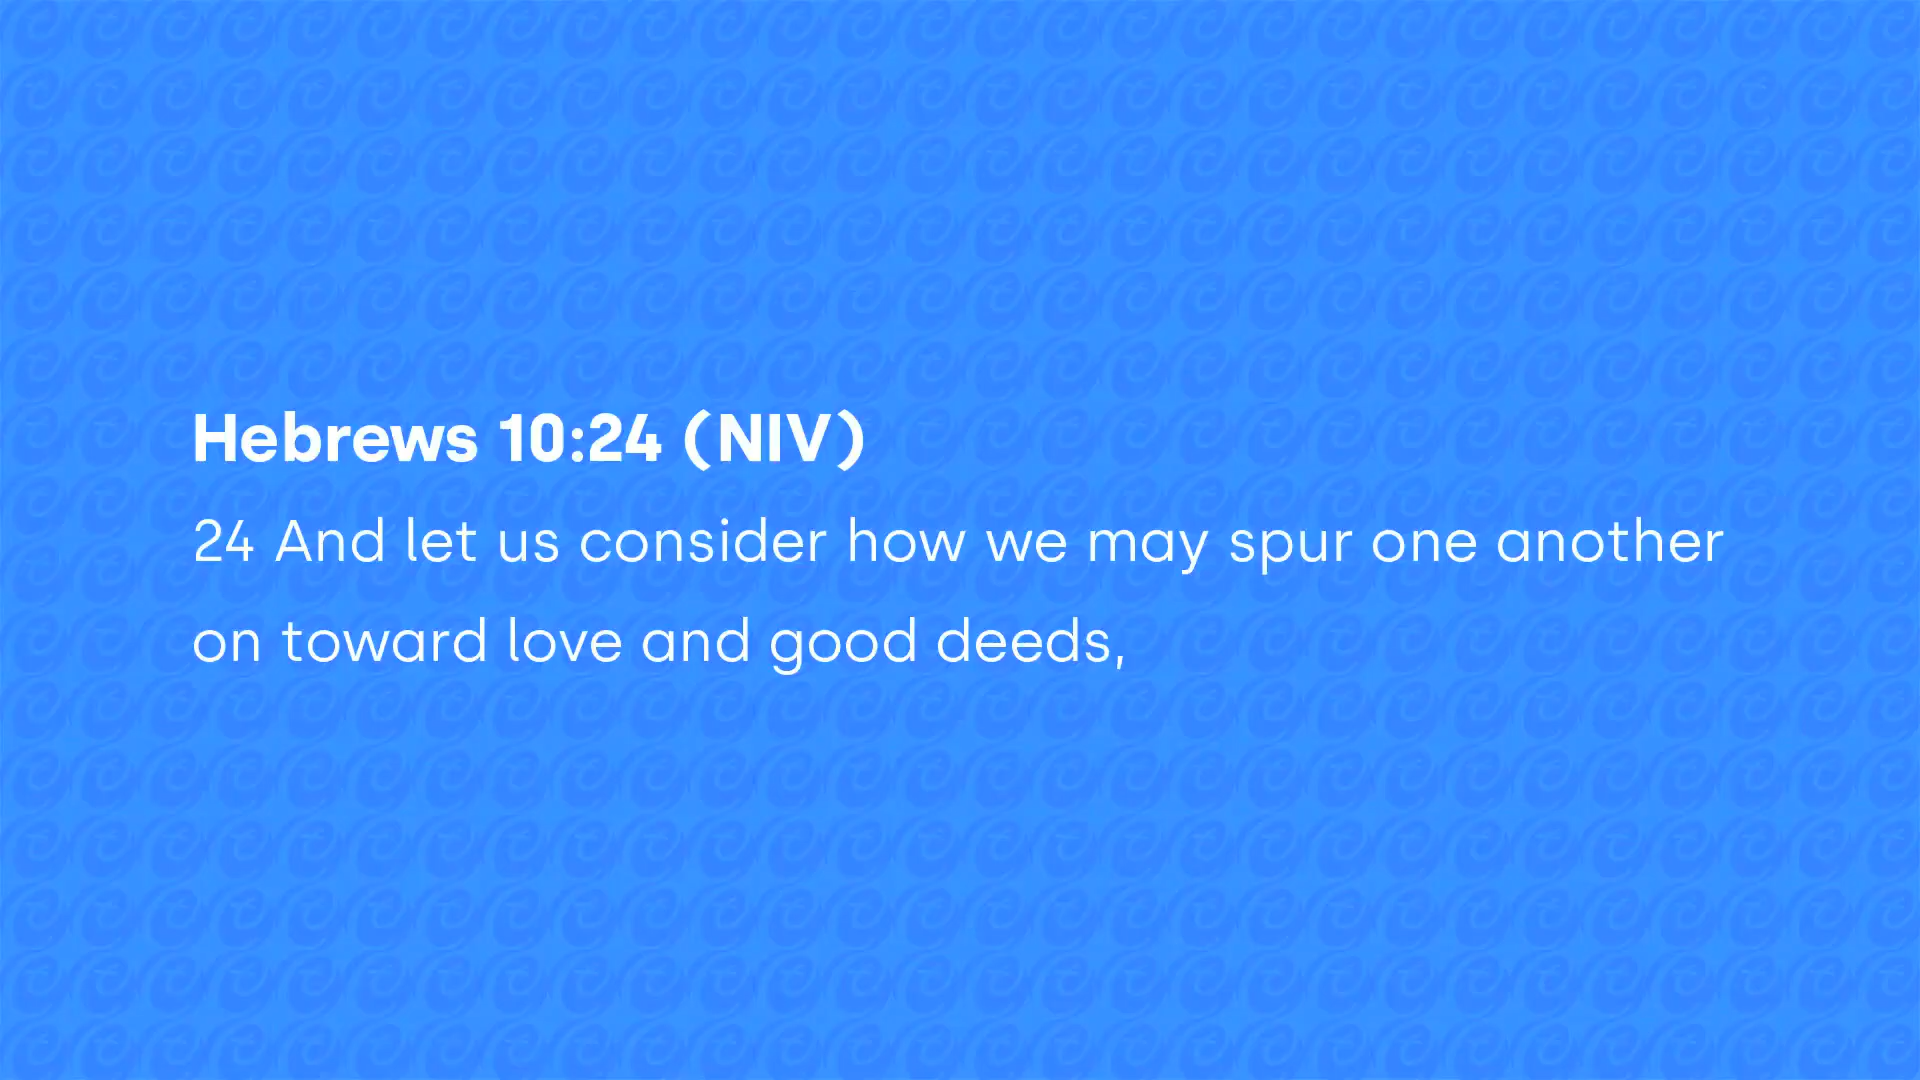 Hebrews 10:24 (NIV)
24 And let us consider how we may spur one another
on toward love and good deeds,